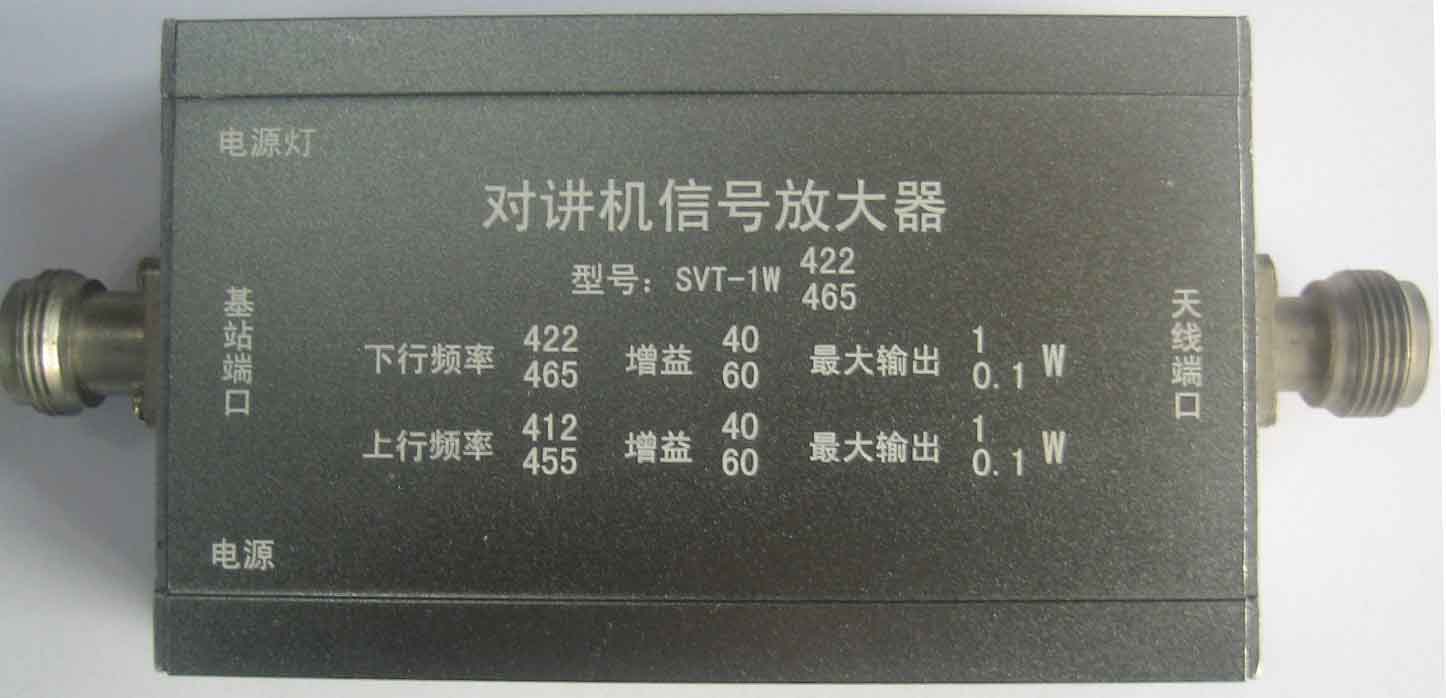 电源灯
对讲机信号放大器
型号：SVT-1W 422
465
基站端口
天线端口
下行频率 422 增益 40 最大输出 1 W
465 60 0.1
上行频率 412 增益 40 最大输出 1 W
455 60 0.1
电源